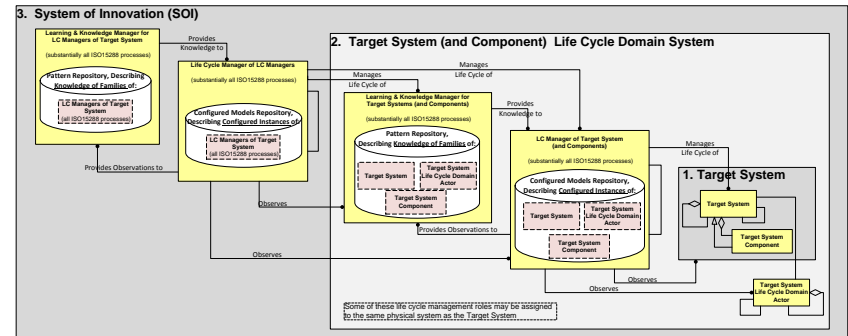 3. System of Innovation (SOI)
Learning & Knowledge Manager for
LC Managers of Target System
(substantially all ISO15288 processes)
Pattern Repository, Describing
Knowledge of Families of:
LC Managers of Target
System
(all ISO15288 processes)
Provides
Knowledge to
Life Cycle Manager of LC Managers
(substantially all ISO15288 processes)
Configured Models Repository,
Describing Configured Instances of:
LC Managers of Target
System
(all ISO15288 processes)
Provides Observations to
Observes
Observes
2. Target System (and Component) Life Cycle Domain System
Manages
Life Cycle of
Manages
Life Cycle of
Learning & Knowledge Manager for
Target Systems (and Components)
(substantially all ISO15288 processes)
Pattern Repository,
Describing Knowledge of Families of:
Target System
Target System
Life Cycle Domain
Actor
Target System
Component
Provides
Knowledge to
Provides Observations to
LC Manager of Target System
(and Components)
(substantially all ISO15288 processes)
Configured Models Repository,
Describing Configured Instances of:
Target System
Target System
Life Cycle Domain
Actor
Target System
Component
Manages
Life Cycle of
1. Target System
Target System
Target System
Component
Observes
Observes
Target System
Life Cycle Domain
Actor
Some of these life cycle management roles may be assigned
to the same physical system as the Target System